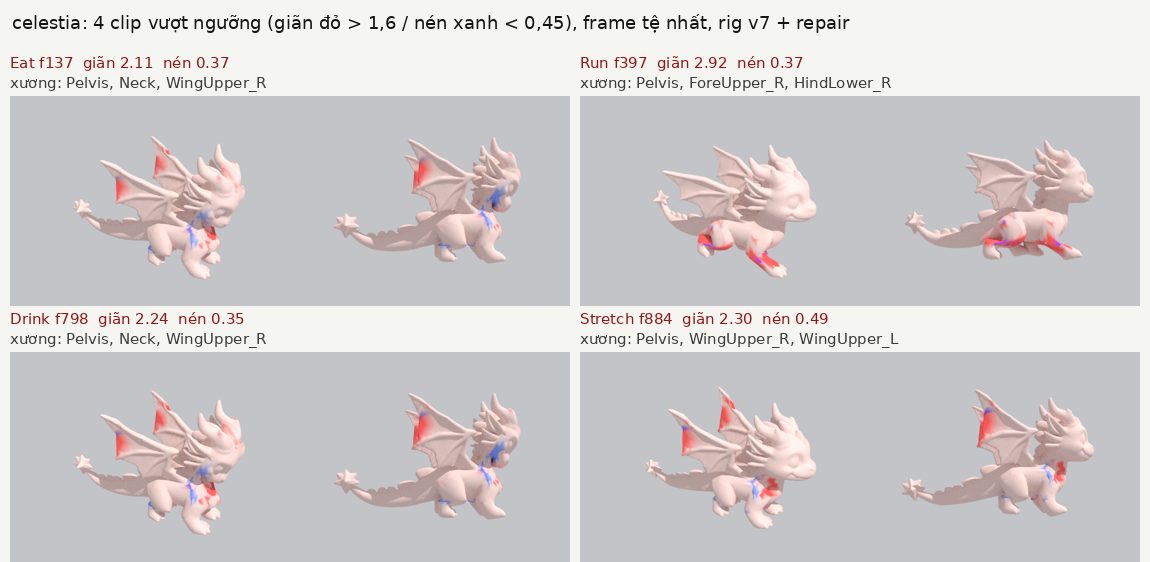 celestia: 4 clip vượt ngưỡng (giãn đỏ > 1,6 / nén xanh < 0,45), frame tệ nhất, rig v7 + repair
Eat f137 giãn 2.11 nén 0.37
xương: Pelvis, Neck, WingUpper_R
Run f397 giãn 2.92 nén 0.37
xương: Pelvis, ForeUpper_R, HindLower_R
Drink f798 giãn 2.24 nén 0.35
xương: Pelvis, Neck, WingUpper_R
Stretch f884 giãn 2.30 nén 0.49
xương: Pelvis, WingUpper_R, WingUpper_L